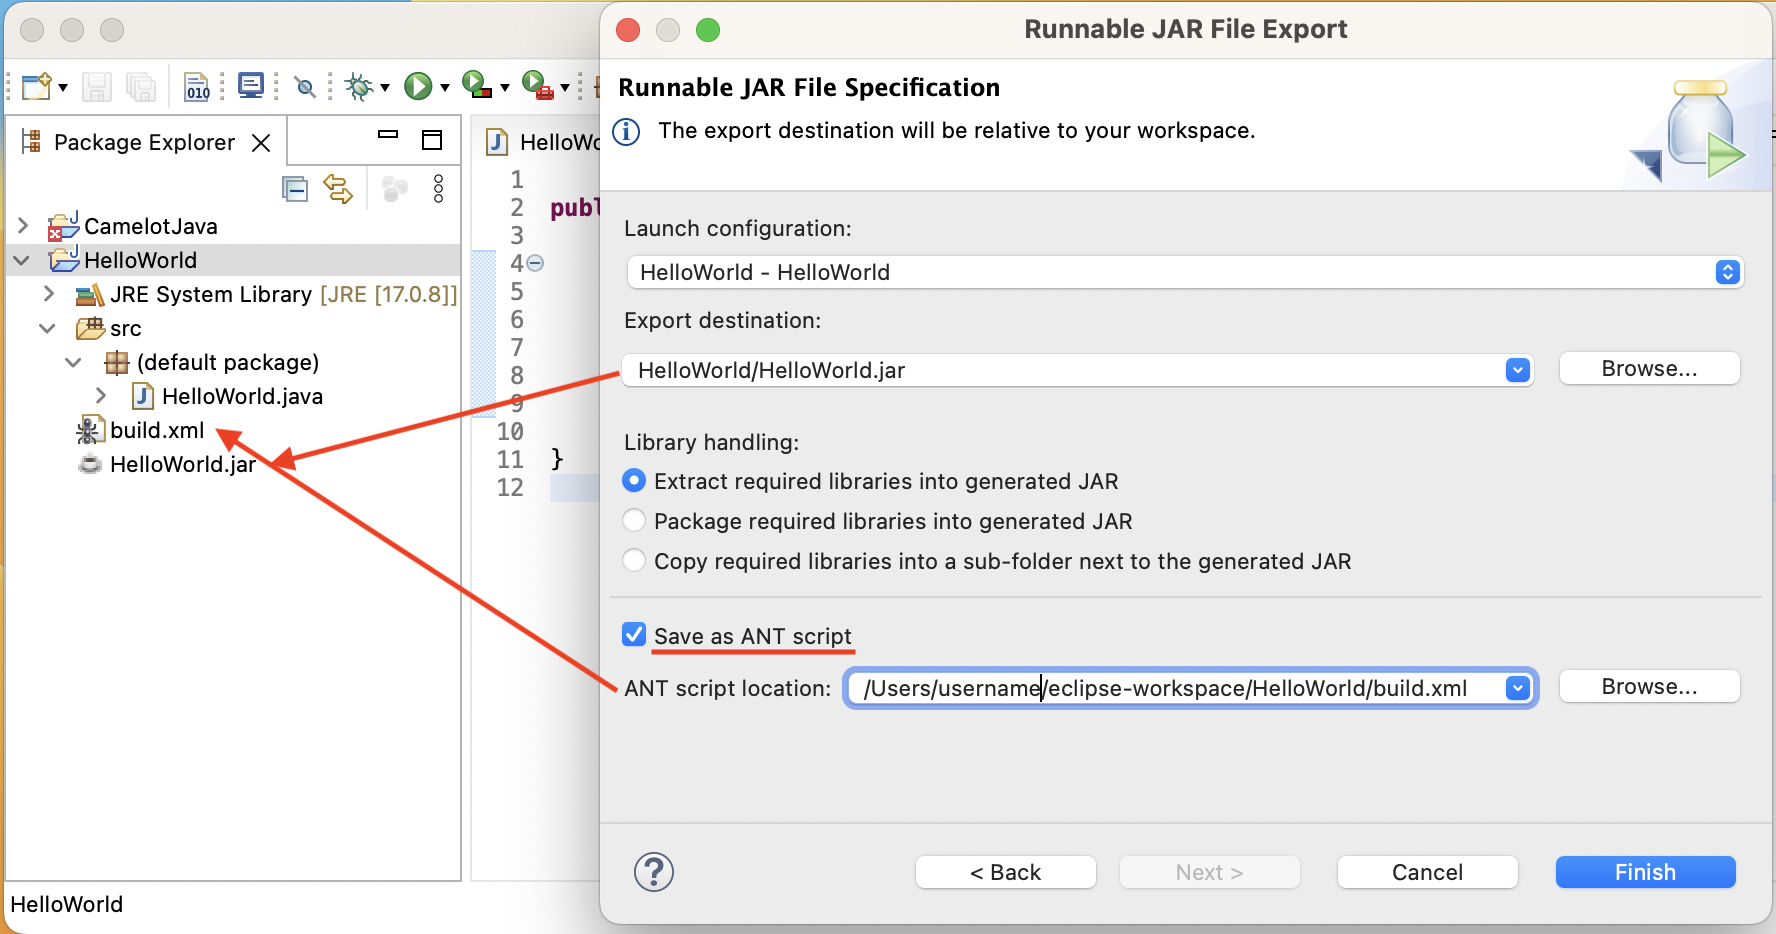 Runnable JAR File Export
Runnable JAR File Specification
The export destination will be relative to your workspace.
010
Package Explorer
CamelotJava
HelloWorld
JRE System Library [JRE [17.0.8]]
src
(default package)
HelloWorld.java
build.xml
HelloWorld.jar
HelloWorld
J HelloWo
1
2 publ
3
4
5
6
7
8
9
10
11 }
12
Launch configuration:
HelloWorld - HelloWorld
Export destination:
HelloWorld/HelloWorld.jar
Browse...
Library handling:
Extract required libraries into generated JAR
Package required libraries into generated JAR
Copy required libraries into a sub-folder next to the generated JAR
Save as ANT script
ANT script location:
/Users/username/eclipse-workspace/HelloWorld/build.xml
Browse...
?
< Back
Next >
Cancel
Finish